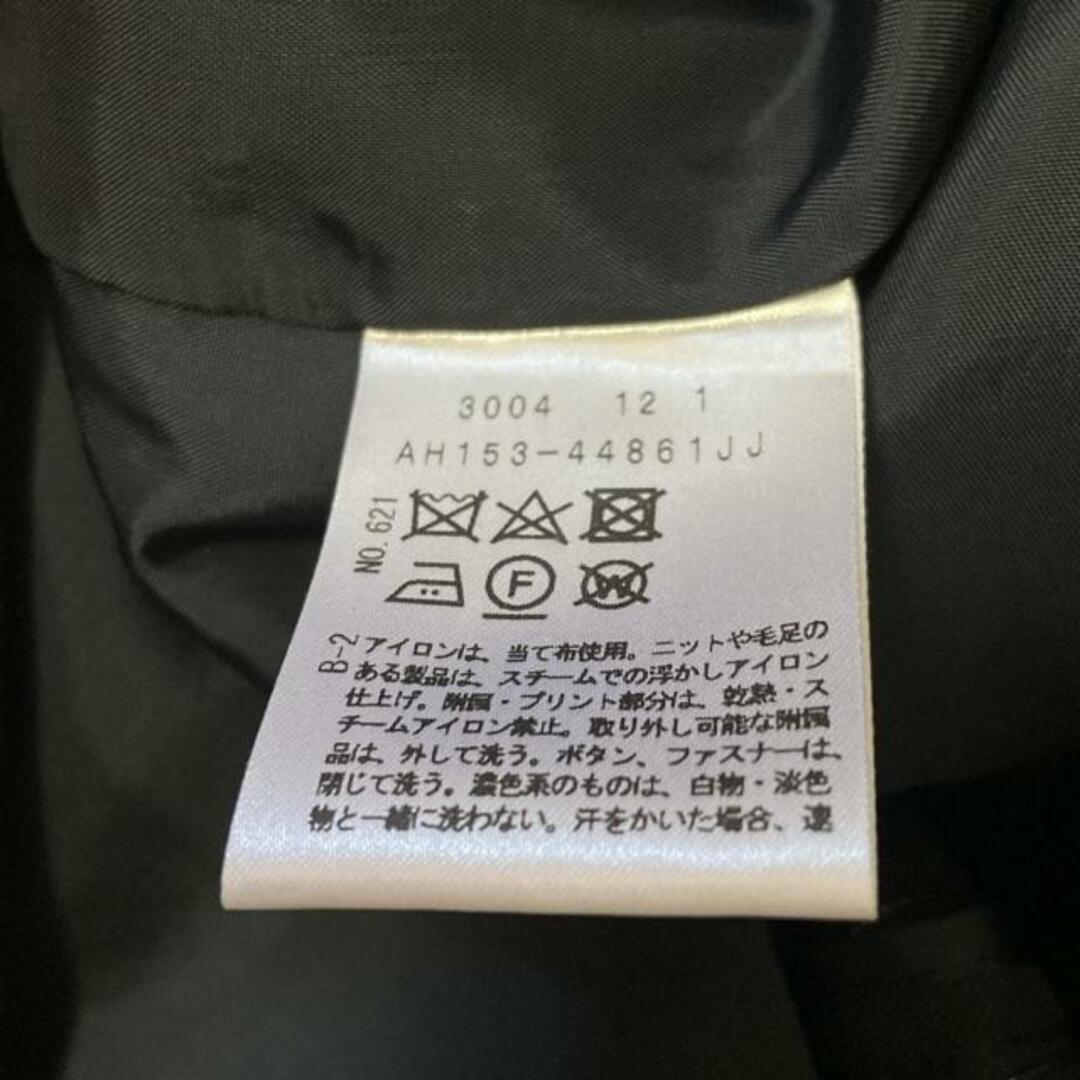 3004 12 1
AH153-44861JJ
NO.621
F
W
B-2
アイロンは、当て布使用。ニットや毛足の
ある製品は、スチームでの浮かしアイロン
仕上げ。附属・プリント部分は、乾熱・ス
チームアイロン禁止。取り外し可能な附属
品は、外して洗う。ボタン、ファスナーは、
閉じて洗う。濃色系のものは、白物・淡色
物と一緒に洗わない。汗をかいた場合、速